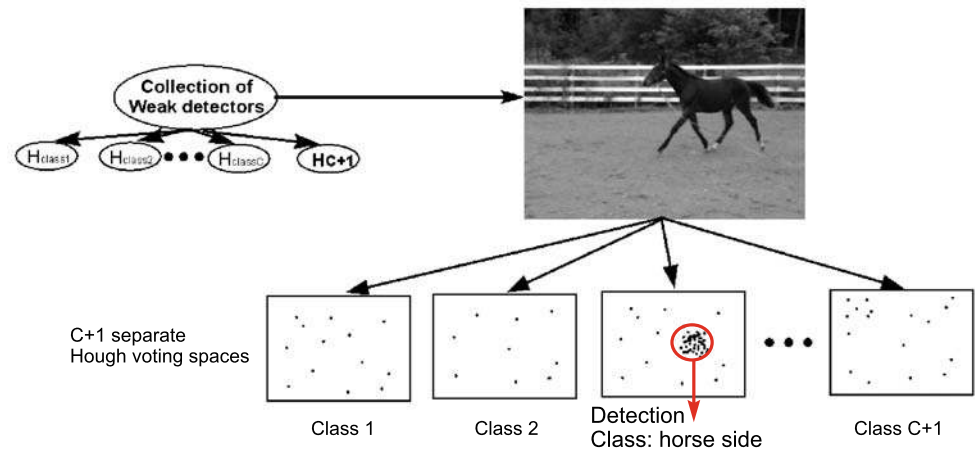 Collection of
Weak detectors
Hclass1
Hclass2
HclassC
HC+1
C+1 separate
Hough voting spaces
Detection
Class: horse side
Class 1
Class 2
Class C+1